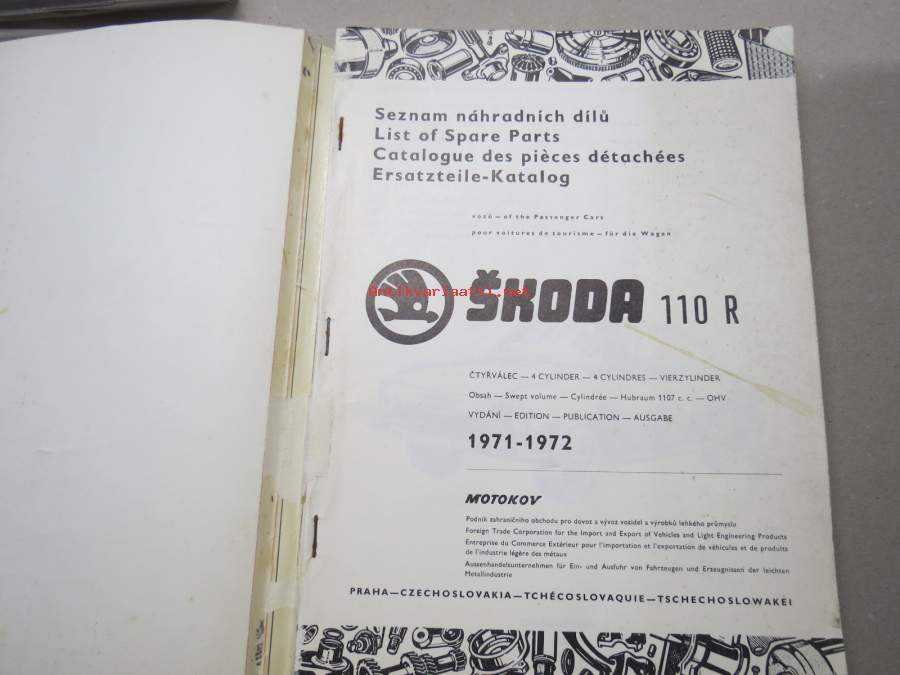 Seznam náhradních dílů
List of Spare Parts
Catalogue des pièces détachées
Ersatzteile-Katalog
vozů — of the Passenger Cars
pour voitures de tourisme — für die Wagen
antikvariaatti.net
ŠKODA 110 R
ČTYŘVÁLEC — 4 CYLINDER — 4 CYLINDRES — VIERZYLINDER
Obsah — Swept volume — Cylindrée — Hubraum 1107 c. c. — OHV
VYDÁNÍ — EDITION — PUBLICATION — AUSGABE
1971-1972
MOTOKOV
Podnik zahraničního obchodu pro dovoz a vývoz vozidel a výrobků lehkého průmyslu
Foreign Trade Corporation for the Import and Export of Vehicles and Light Engineering Products
Entreprise du Commerce Extérieur pour l'importation et l'exportation de véhicules et de produits
de l'industrie légère des métaux
Aussenhandelsunternehmen für Ein- und Ausfuhr von Fahrzeugen und Erzeugnissen der leichten
Metallindustrie
PRAHA—CZECHOSLOVAKIA—TCHÉCOSLOVAQUIE—TSCHECHOSLOWAKEI